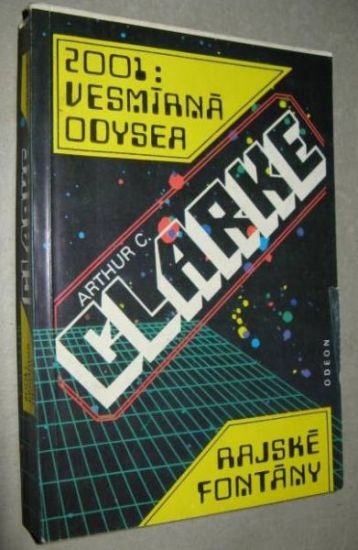 2001:
VESMÍRNÁ
ODYSEA
ARTHUR C.
CLARKE
ODEON
RAJSKÉ
FONTÁNY